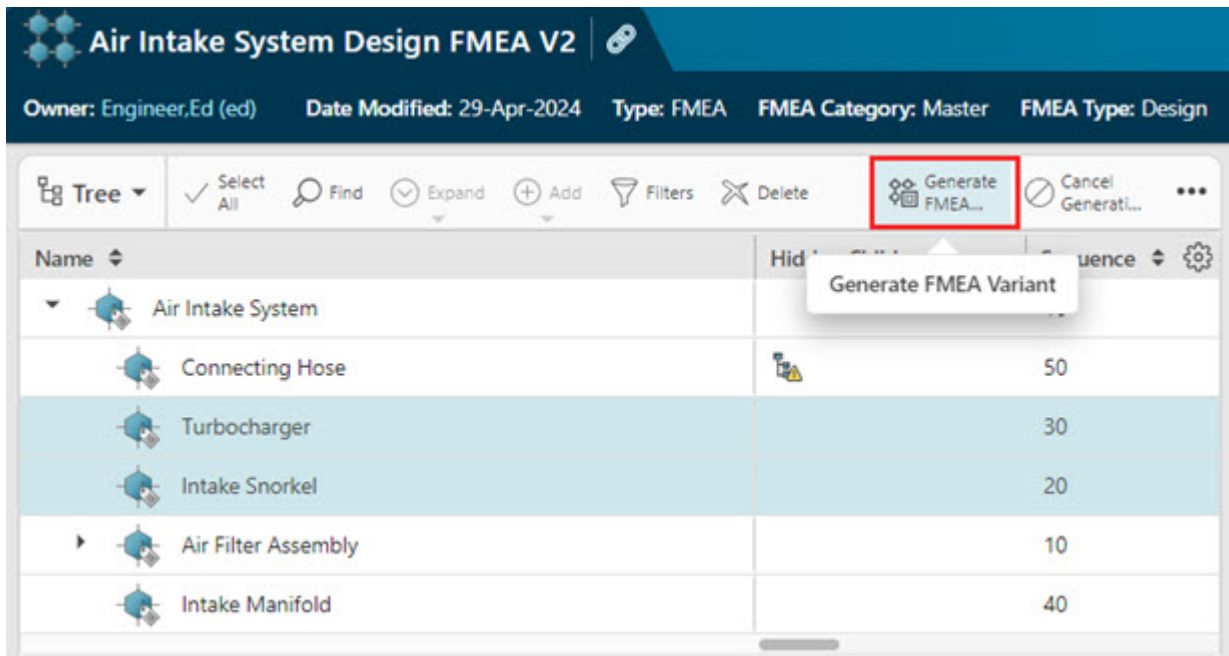 Air Intake System Design FMEA V2
Owner: Engineer,Ed (ed) Date Modified: 29-Apr-2024 Type: FMEA FMEA Category: Master FMEA Type: Design
Tree Select All Find Expand Add Filters Delete Generate FMEA... Cancel Generati...
Name
Generate FMEA Variant
Air Intake System
Connecting Hose 50
Turbocharger 30
Intake Snorkel 20
Air Filter Assembly 10
Intake Manifold 40